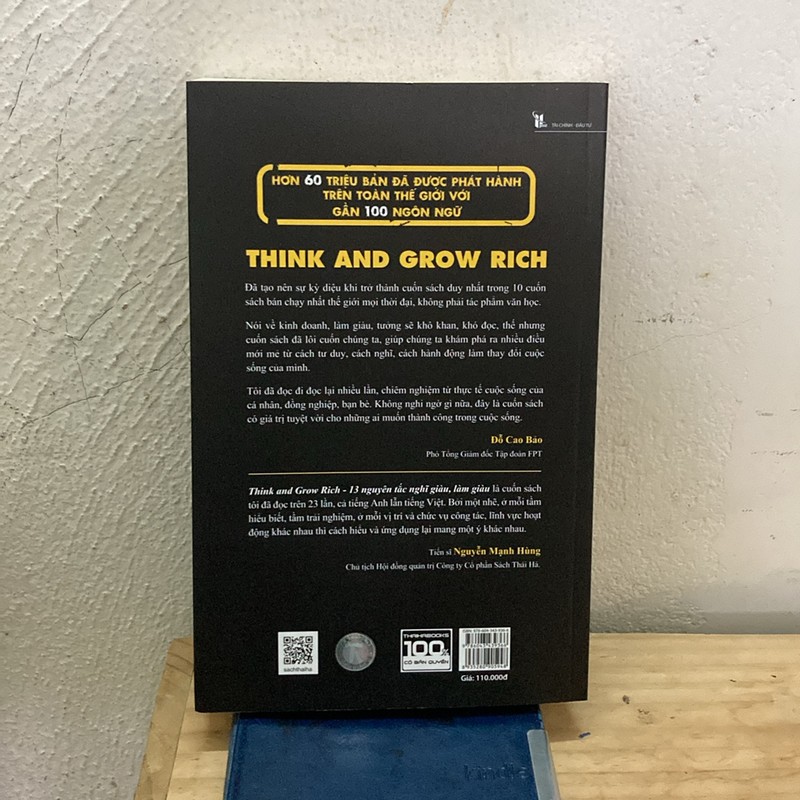 TÀI CHÍNH - ĐẦU TƯ
HƠN 60 TRIỆU BẢN ĐÃ ĐƯỢC PHÁT HÀNH
TRÊN TOÀN THẾ GIỚI VỚI
GẦN 100 NGÔN NGỮ
THINK AND GROW RICH
Đã tạo nên sự kỳ diệu khi trở thành cuốn sách duy nhất trong 10 cuốn
sách bán chạy nhất thế giới mọi thời đại, không phải tác phẩm văn học.
Nói về kinh doanh, làm giàu, tưởng sẽ khô khan, khó đọc, thế nhưng
cuốn sách đã lôi cuốn chúng ta, giúp chúng ta khám phá ra nhiều điều
mới mẻ từ cách tư duy, cách nghĩ, cách hành động làm thay đổi cuộc
sống của mình.
Tôi đã đọc đi đọc lại nhiều lần, chiêm nghiệm từ thực tế cuộc sống của
cá nhân, đồng nghiệp, bạn bè. Không nghi ngờ gì nữa, đây là cuốn sách
có giá trị tuyệt vời cho những ai muốn thành công trong cuộc sống.
Đỗ Cao Bảo
Phó Tổng Giám đốc Tập đoàn FPT
Think and Grow Rich - 13 nguyên tắc nghĩ giàu, làm giàu là cuốn sách
tôi đã đọc trên 23 lần, cả tiếng Anh lẫn tiếng Việt. Bởi một nhẽ, ở mỗi tầm
hiểu biết, tầm trải nghiệm, ở mỗi vị trí và chức vụ công tác, lĩnh vực hoạt
động khác nhau thì cách hiểu và ứng dụng lại mang một ý khác nhau.
Tiến sĩ Nguyễn Mạnh Hùng
Chủ tịch Hội đồng quản trị Công ty Cổ phần Sách Thái Hà.
sachthaiha
THAIHABOOKS
100%
CÓ BẢN QUYỀN
Giá: 110.000đ
kindle